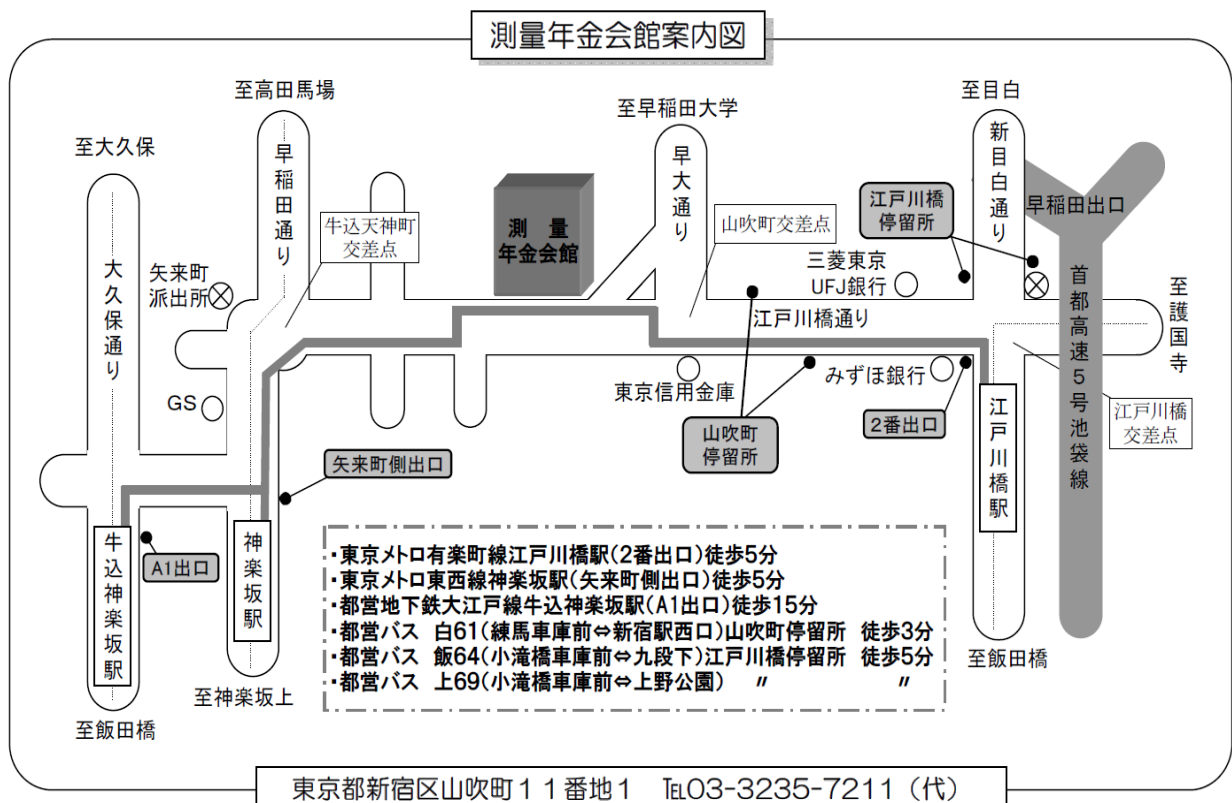 測量年金会館案内図
至高田馬場
至早稲田大学
至目白
至大久保
早稲田通り
早大通り
新目白通り
江戸川橋
停留所
早稲田出口
牛込天神町
交差点
測 量
年金会館
山吹町交差点
大久保通り
矢来町
派出所
三菱東京
UFJ銀行
首都高速5号池袋線
至護国寺
江戸川橋通り
GS
東京信用金庫
みずほ銀行
2番出口
江戸川橋駅
江戸川橋
交差点
山吹町
停留所
矢来町側出口
牛込神楽坂駅
A1出口
神楽坂駅
・東京メトロ有楽町線江戸川橋駅(2番出口)徒歩5分
・東京メトロ東西線神楽坂駅(矢来町側出口)徒歩5分
・都営地下鉄大江戸線牛込神楽坂駅(A1出口)徒歩15分
・都営バス 白61(練馬車庫前⇔新宿駅西口)山吹町停留所 徒歩3分
・都営バス 飯64(小滝橋車庫前⇔九段下)江戸川橋停留所 徒歩5分
・都営バス 上69(小滝橋車庫前⇔上野公園) 〃 〃
至飯田橋
至神楽坂上
至飯田橋
東京都新宿区山吹町11番地1 ℡03-3235-7211(代)